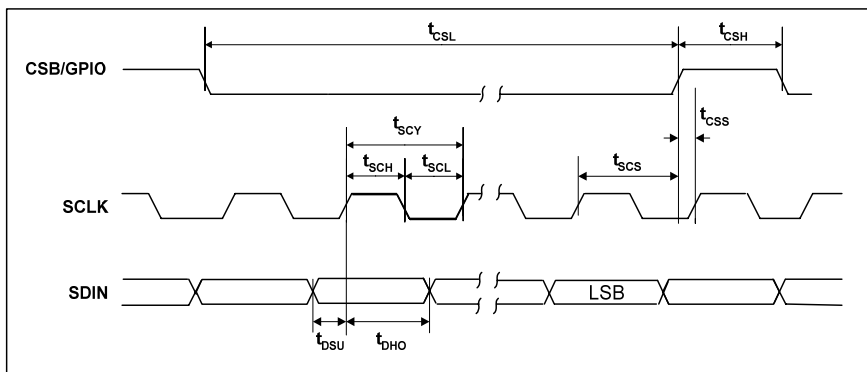 tCSL
tCSH
CSB/GPIO
tCSS
tSCY
tSCH
tSCL
tSCS
SCLK
SDIN
LSB
tDSU
tDHO